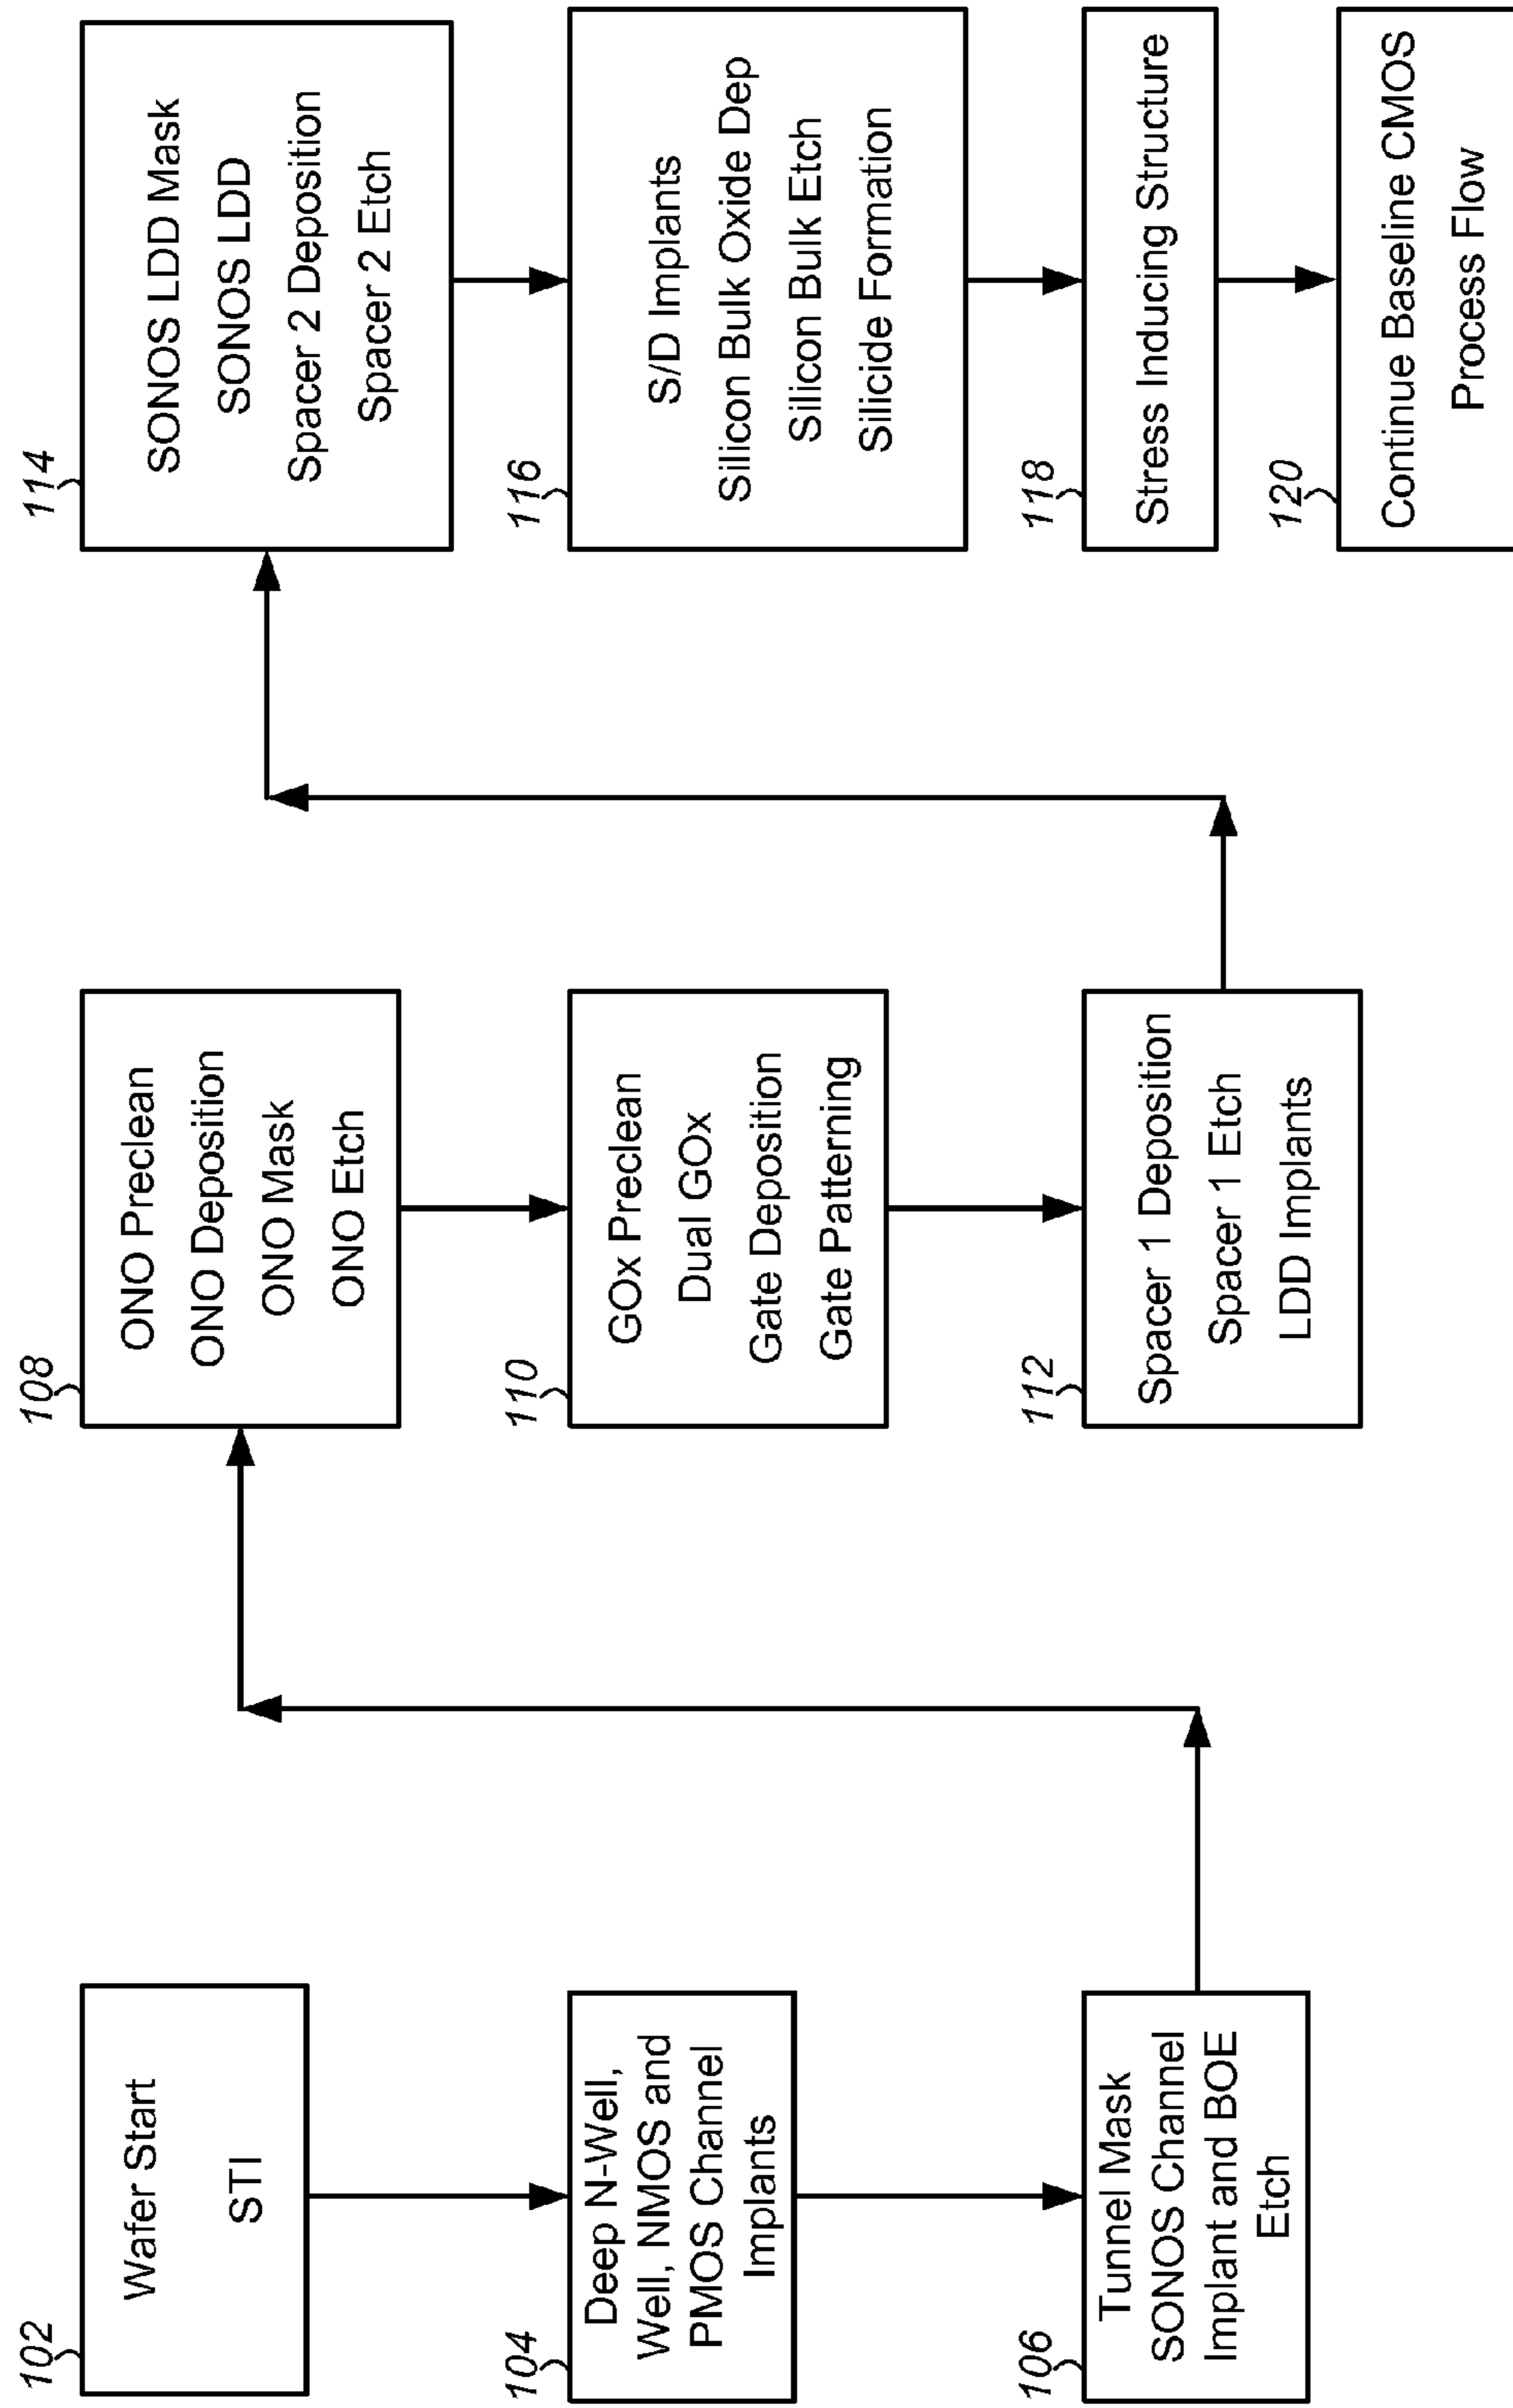 102
Wafer Start
STI
104
Deep N-Well,
Well, NMOS and
PMOS Channel
Implants
106
Tunnel Mask
SONOS Channel
Implant and BOE
Etch
108
ONO Preclean
ONO Deposition
ONO Mask
ONO Etch
110
GOx Preclean
Dual GOx
Gate Deposition
Gate Patterning
112
Spacer 1 Deposition
Spacer 1 Etch
LDD Implants
114
SONOS LDD Mask
SONOS LDD
Spacer 2 Deposition
Spacer 2 Etch
116
S/D Implants
Silicon Bulk Oxide Dep
Silicon Bulk Etch
Silicide Formation
118
Stress Inducing Structure
120
Continue Baseline CMOS
Process Flow